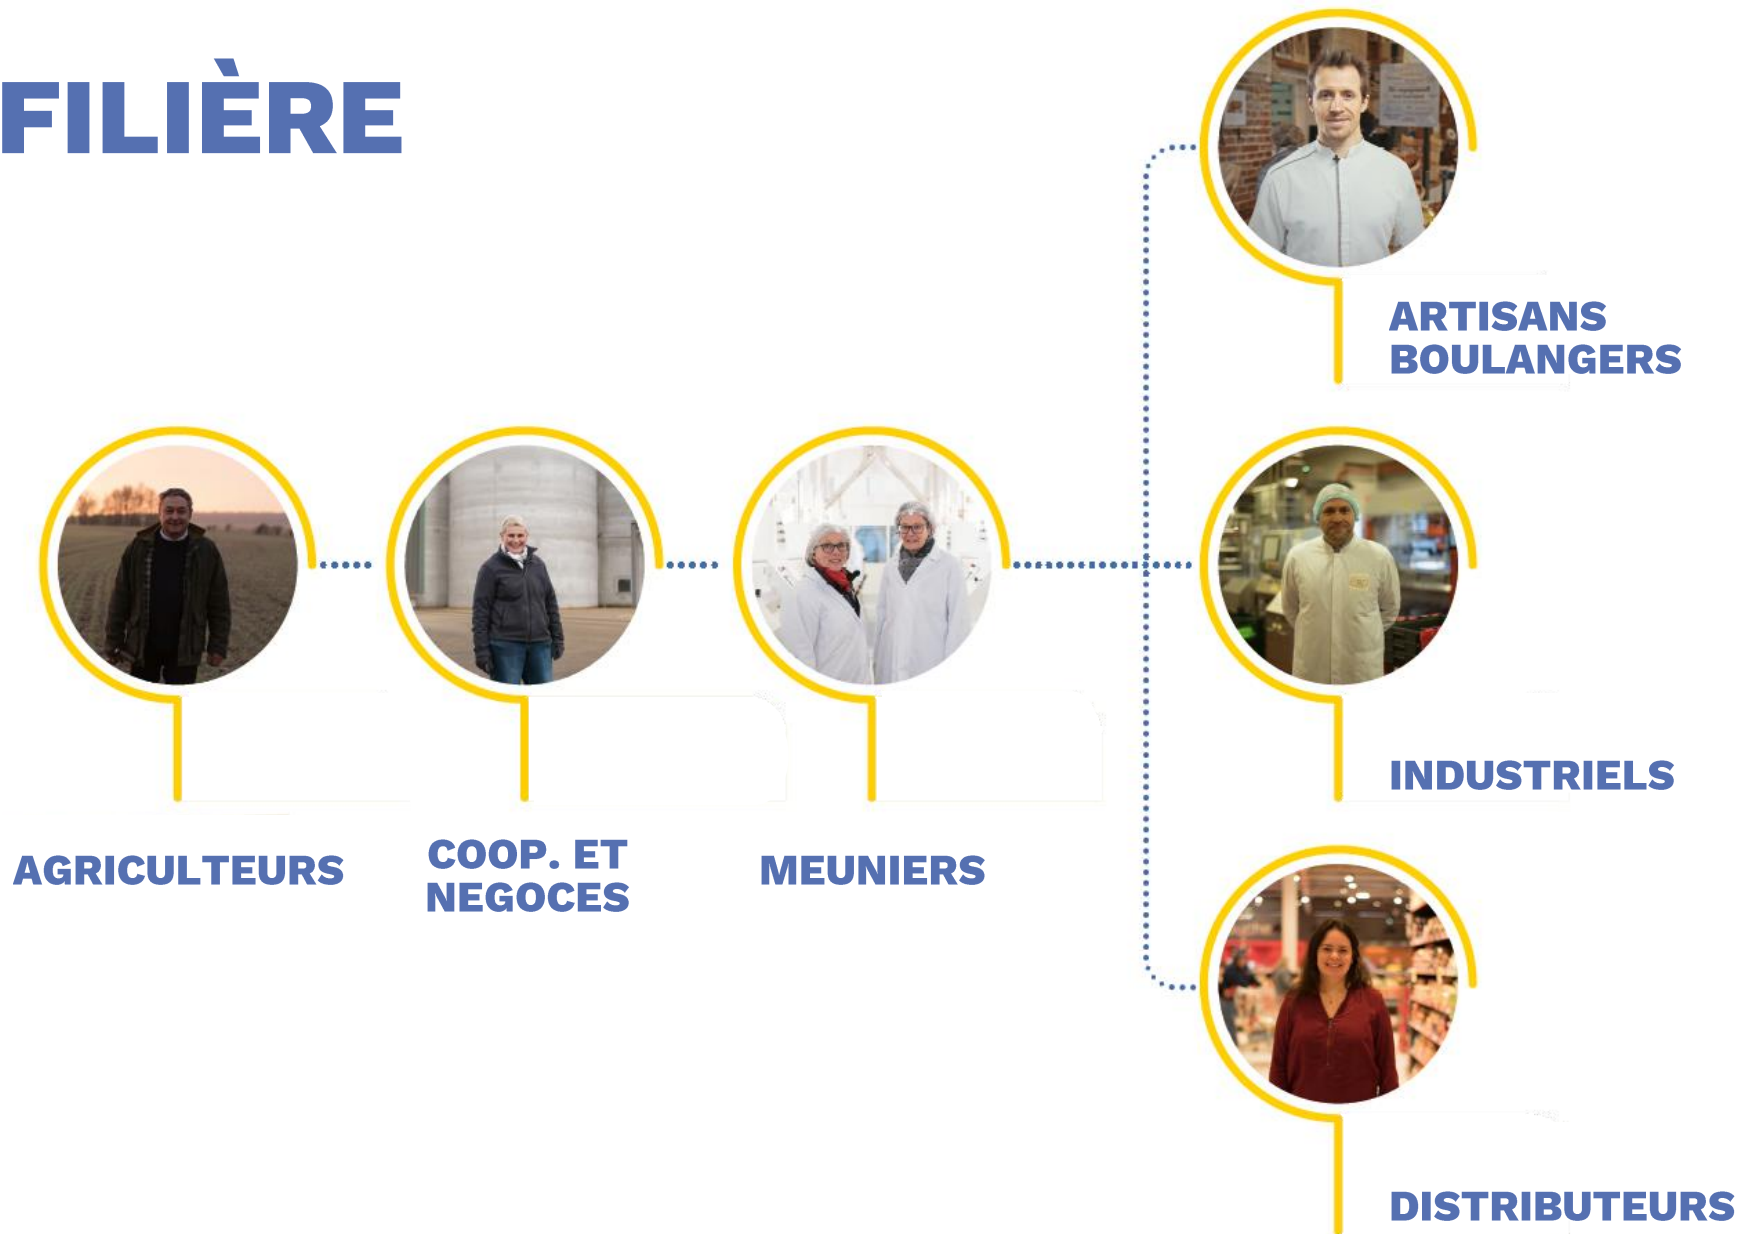 FILIÈRE
ARTISANS
BOULANGERS
INDUSTRIELS
AGRICULTEURS
COOP. ET
NEGOCES
MEUNIERS
DISTRIBUTEURS